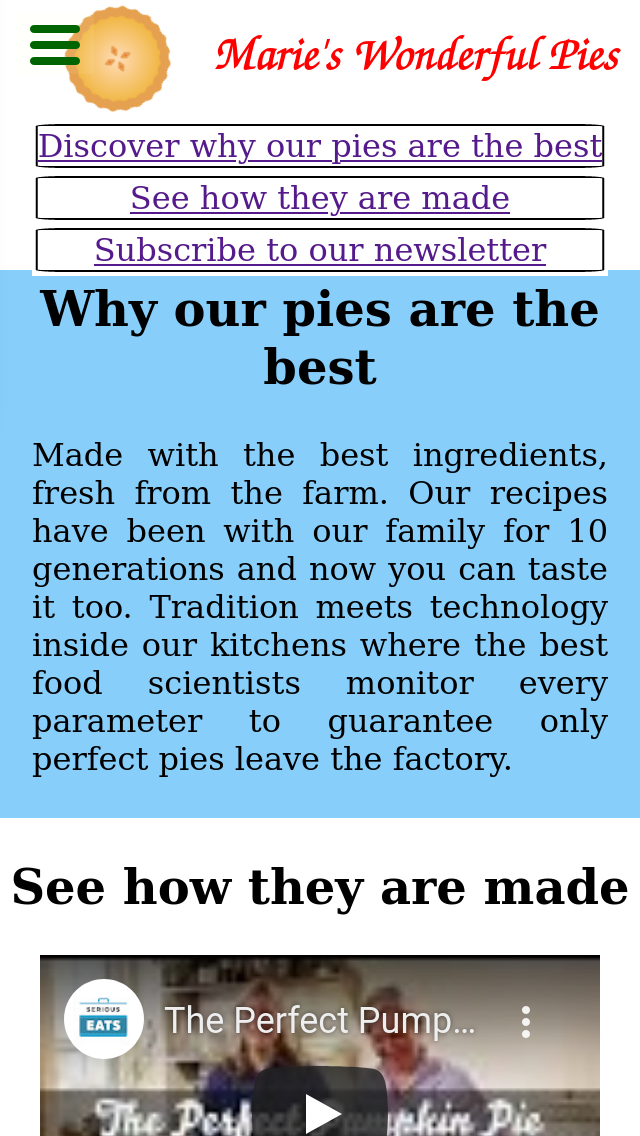 Marie's Wonderful Pies
Discover why our pies are the best
See how they are made
Subscribe to our newsletter
Why our pies are the
best
Made with the best ingredients,
fresh from the farm. Our recipes
have been with our family for 10
generations and now you can taste
it too. Tradition meets technology
inside our kitchens where the best
food scientists monitor every
parameter to guarantee only
perfect pies leave the factory.
See how they are made
SERIOUS
EATS
The Perfect Pump...
The Perfect Pumpkin Pie